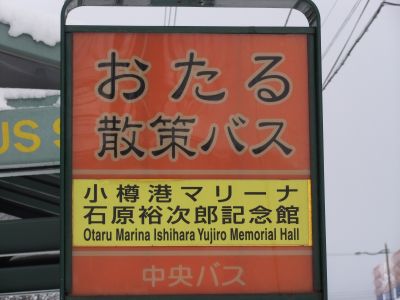 おたる
散策バス
小樽港マリーナ
石原裕次郎記念館
Otaru Marina Ishihara Yujiro Memorial Hall
中央バス
US S